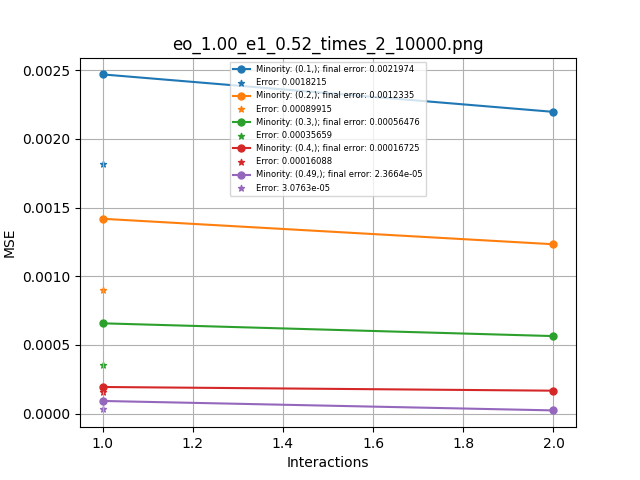 eo_1.00_e1_0.52_times_2_10000.png
Minority: (0.1,); final error: 0.0021974
Error: 0.0018215
Minority: (0.2,); final error: 0.0012335
Error: 0.00089915
Minority: (0.3,); final error: 0.00056476
Error: 0.00035659
Minority: (0.4,); final error: 0.00016725
Error: 0.00016088
Minority: (0.49,); final error: 2.3664e-05
Error: 3.0763e-05
MSE
0.0025
0.0020
0.0015
0.0010
0.0005
0.0000
1.0 1.2 1.4 1.6 1.8 2.0
Interactions